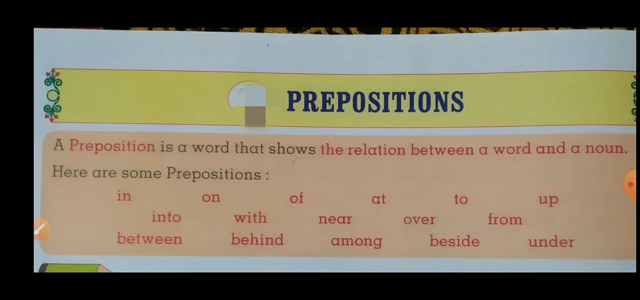 PREPOSITIONS
A Preposition is a word that shows the relation between a word and a noun.
Here are some Prepositions :
in on of at to up
into with near over from
between behind among beside under